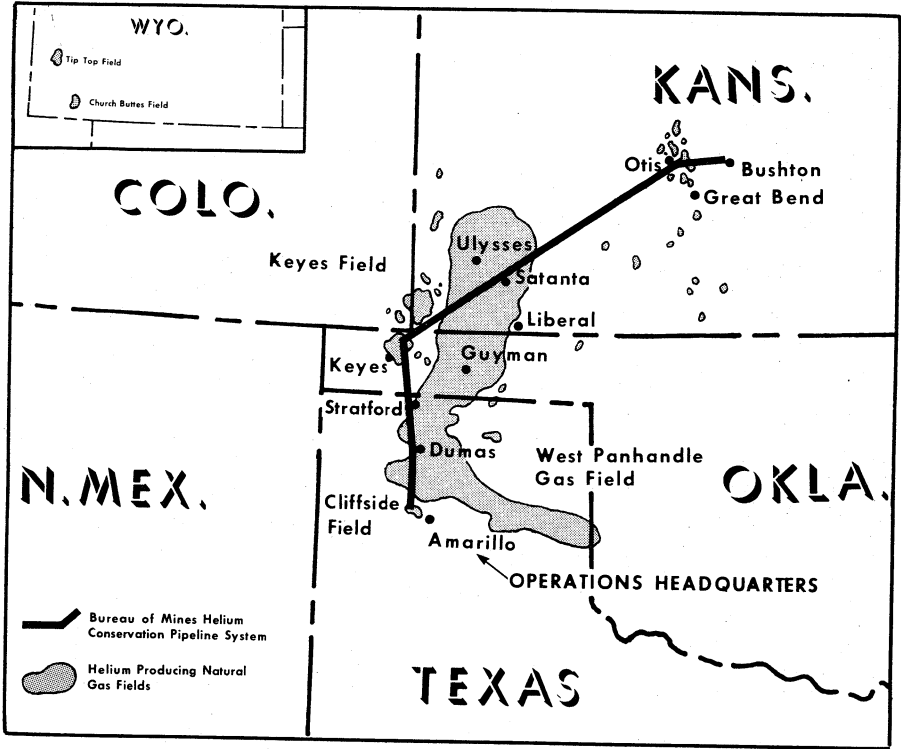 WYO.
Tip Top Field
Church Buttes Field
KANS.
Otis
Bushton
Great Bend
COLO.
Ulysses
Keyes Field
Satanta
Liberal
Guyman
Keyes
Stratford
Dumas
West Panhandle
Gas Field
N.MEX.
OKLA.
Cliffside
Field
Amarillo
OPERATIONS HEADQUARTERS
Bureau of Mines Helium
Conservation Pipeline System
Helium Producing Natural
Gas Fields
TEXAS